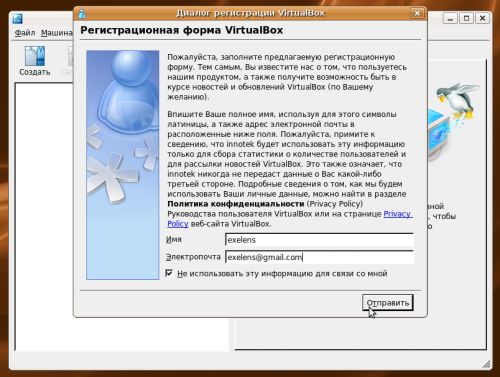 Диалог регистрации VirtualBox
Регистрационная форма VirtualBox
Файл Машина
Создать
Пожалуйста, заполните предлагаемую регистрационную
форму. Тем самым, Вы известите нас о том, что пользуетесь
нашим продуктом, а также получите возможность быть в
курсе новостей и обновлений VirtualBox (по Вашему
желанию).
Впишите Ваше полное имя, используя для этого символы
латиницы, а также адрес электронной почты в
расположенные ниже поля. Пожалуйста, примите к
сведению, что innotek будет использовать эту информацию
только для сбора статистики о количестве пользователей и
для рассылки новостей VirtualBox. Это также означает, что
innotek никогда не передаст данные о Вас какой-либо
третьей стороне. Подробные сведения о том, как мы будем
использовать Ваши личные данные, можно найти в разделе
Политика конфиденциальности (Privacy Policy)
Руководства пользователя VirtualBox или на странице Privacy
Policy веб-сайта VirtualBox.
Имя exelens
Электропочта exelens@gmail.com
Не использовать эту информацию для связи со мной
Отправить
чтобы